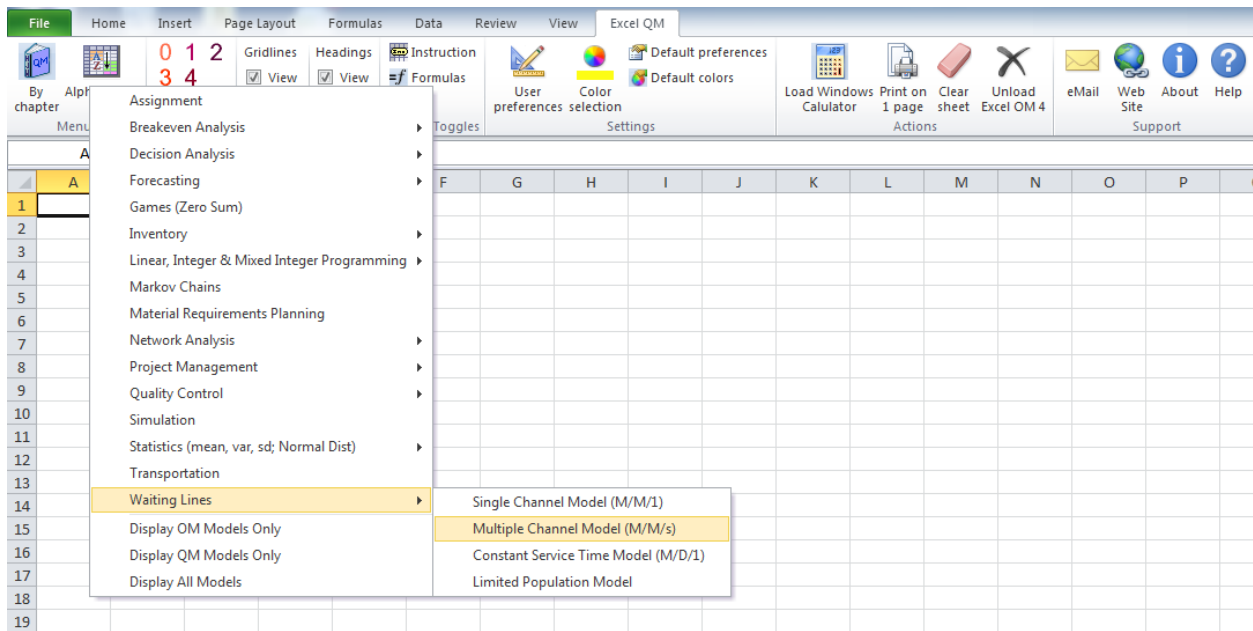 File Home Insert Page Layout Formulas Data Review View Excel QM
QM
By chapter
Alph
Menu
A
Z
0 1 2
3 4
Gridlines
View
Headings
View
Instruction
=f Formulas
Toggles
User preferences
Color selection
Default preferences
Default colors
Settings
Load Windows Calulator
Print on 1 page
Clear sheet
Unload Excel OM 4
Actions
eMail
Web Site
About
Help
Support
A
A F G H I J K L M N O P
1
2
3
4
5
6
7
8
9
10
11
12
13
14
15
16
17
18
19
Assignment
Breakeven Analysis
Decision Analysis
Forecasting
Games (Zero Sum)
Inventory
Linear, Integer & Mixed Integer Programming
Markov Chains
Material Requirements Planning
Network Analysis
Project Management
Quality Control
Simulation
Statistics (mean, var, sd; Normal Dist)
Transportation
Waiting Lines
Display OM Models Only
Display QM Models Only
Display All Models
Single Channel Model (M/M/1)
Multiple Channel Model (M/M/s)
Constant Service Time Model (M/D/1)
Limited Population Model